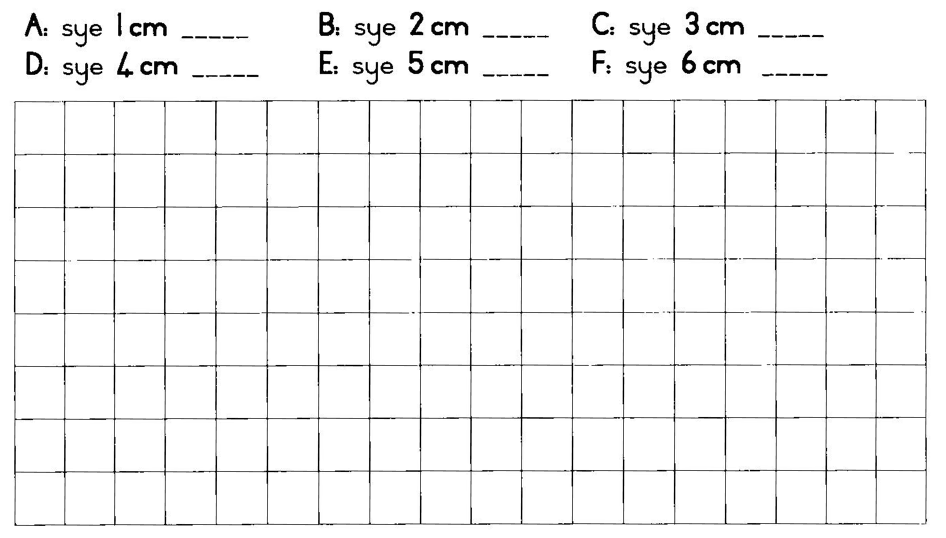 A: sye 1 cm _____ B: sye 2 cm _____ C: sye 3 cm _____
D: sye 4 cm _____ E: sye 5 cm _____ F: sye 6 cm _____